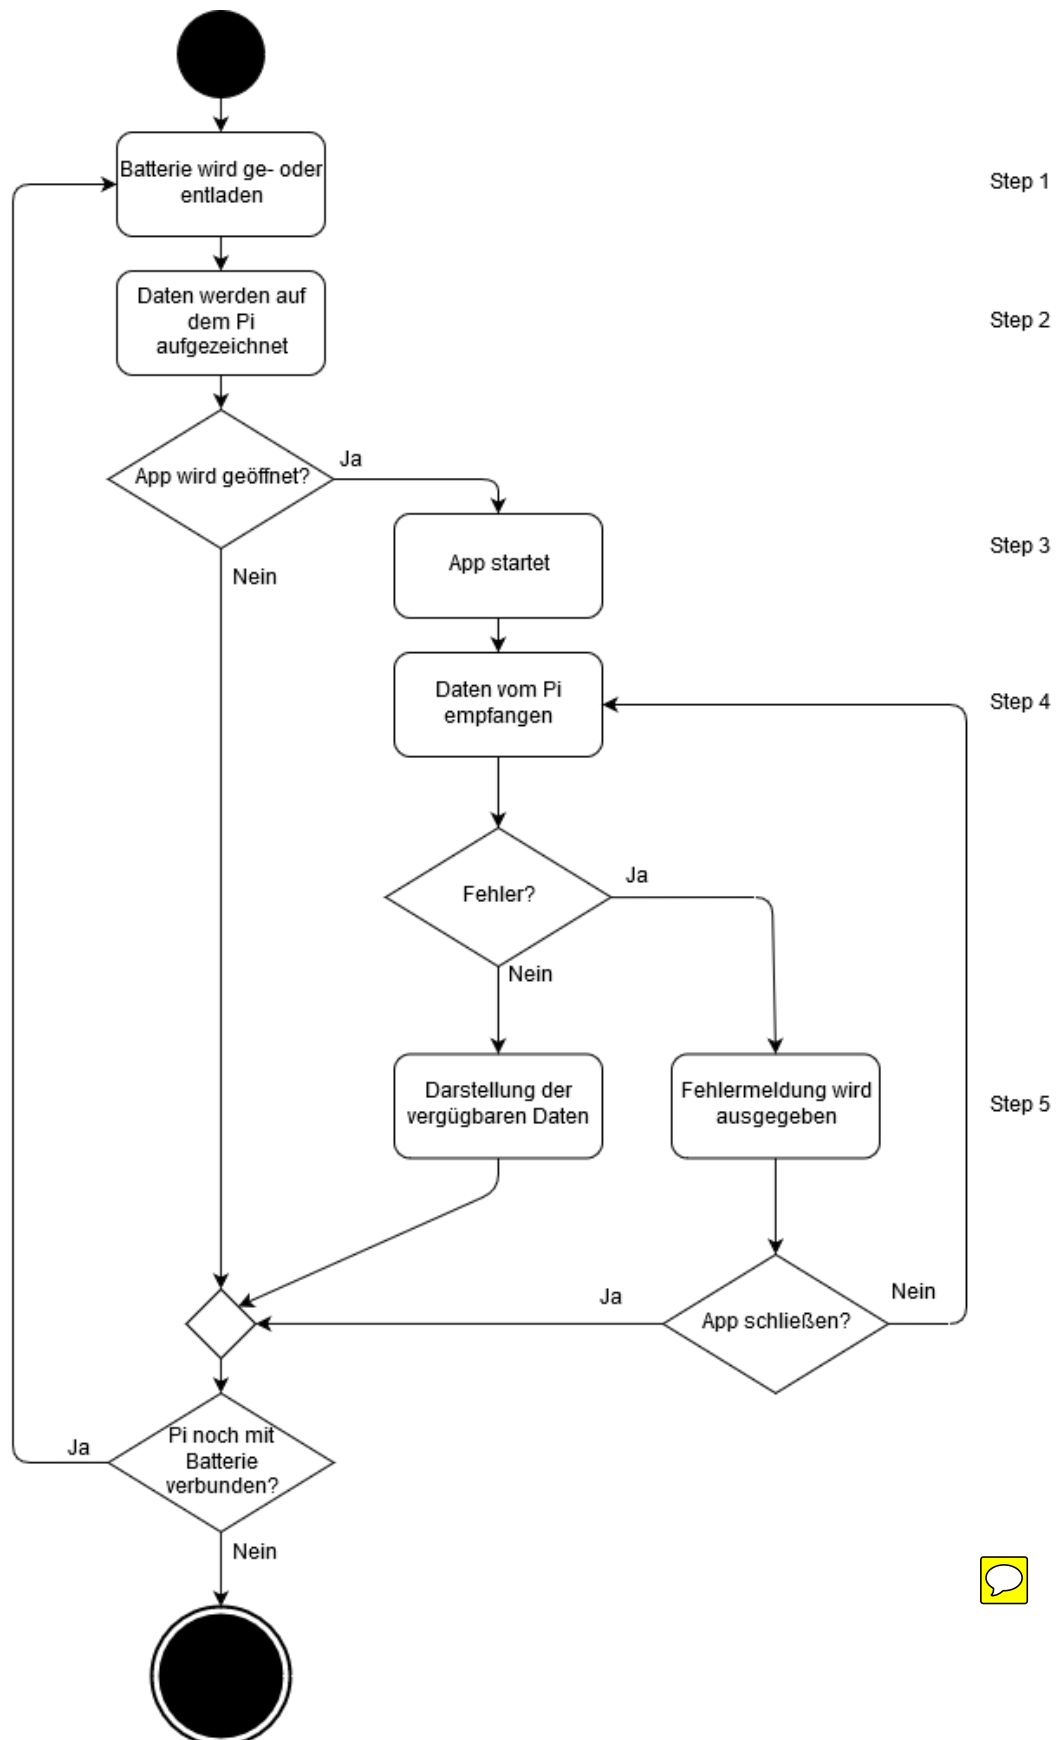 Batterie wird ge- oder
entladen
Step 1
Daten werden auf
dem Pi
aufgezeichnet
Step 2
App wird geöffnet?
Ja
Nein
App startet
Step 3
Daten vom Pi
empfangen
Step 4
Fehler?
Ja
Nein
Darstellung der
vergügbaren Daten
Fehlermeldung wird
ausgegeben
Step 5
App schließen?
Ja
Nein
Pi noch mit
Batterie
verbunden?
Ja
Nein